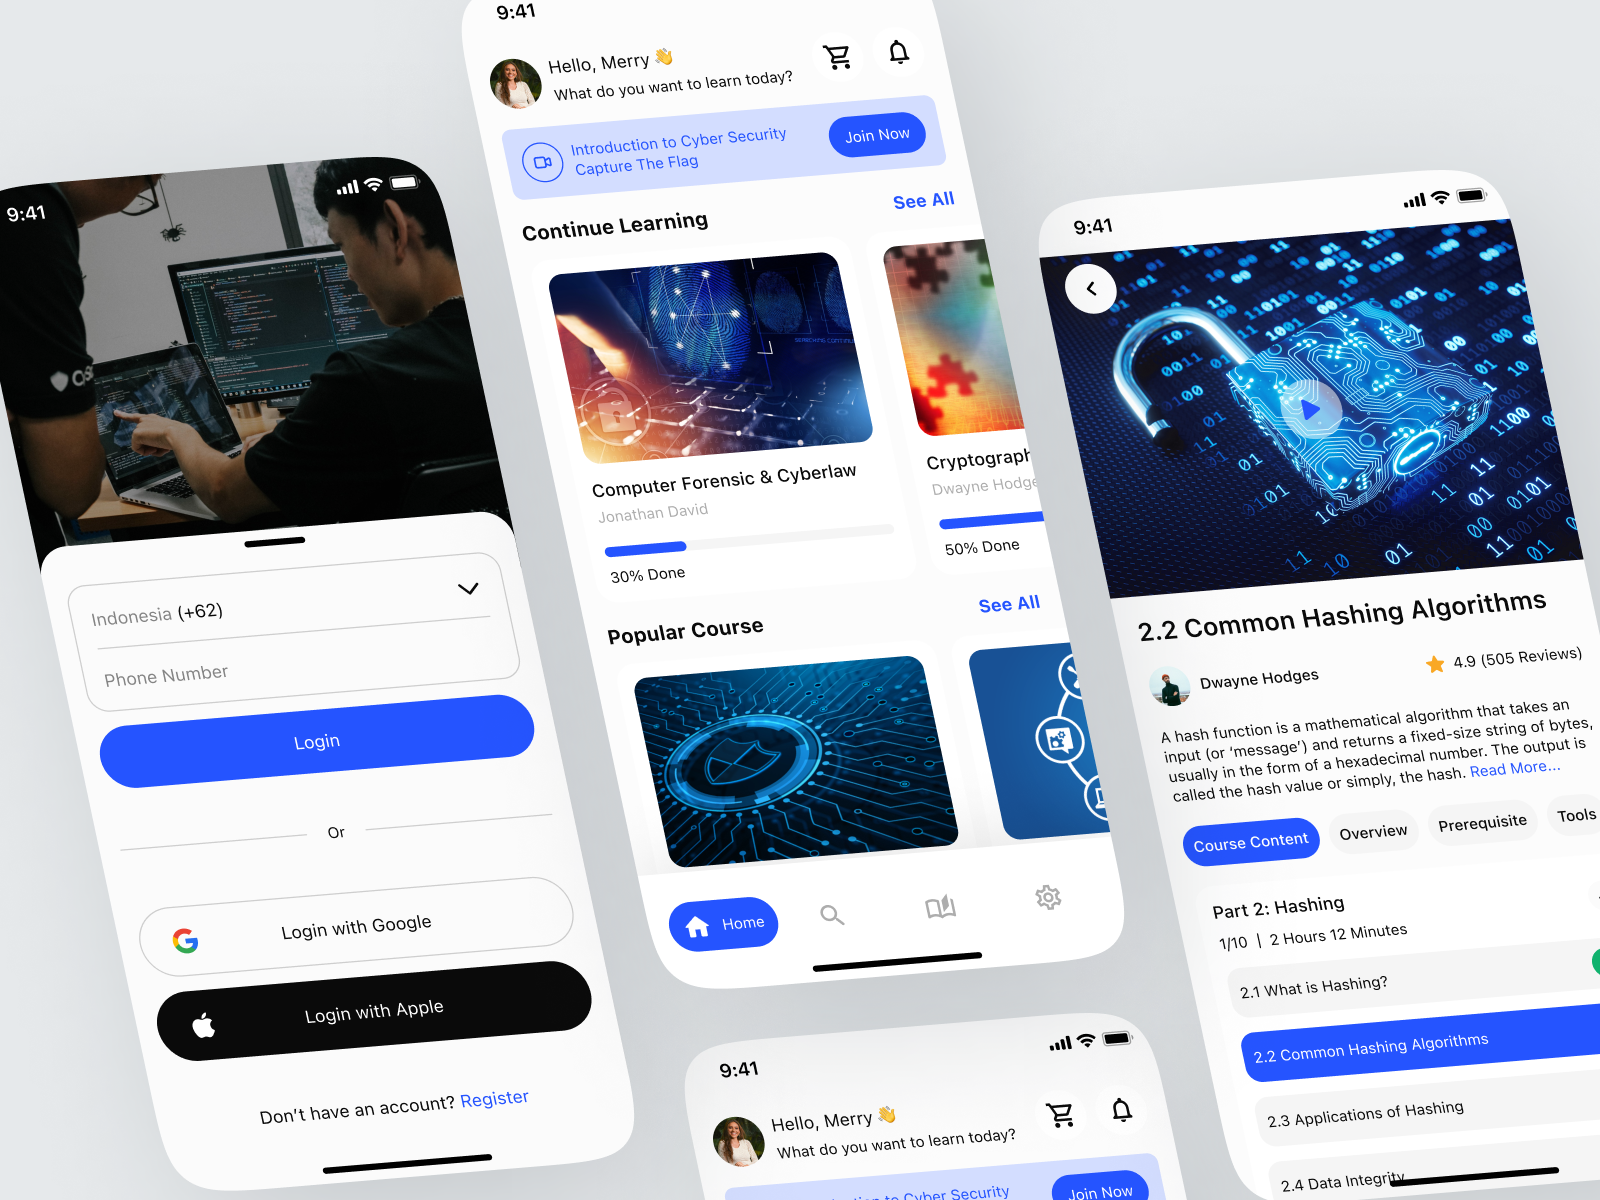 9:41
Indonesia (+62)
Phone Number
Login
Or
Login with Google
Login with Apple
Don't have an account? Register
9:41
Hello, Merry 👋
What do you want to learn today?
Introduction to Cyber Security
Capture The Flag
Join Now
Continue Learning
See All
SEARCHING CONTINU
Computer Forensic & Cyberlaw
Jonathan David
30% Done
Cryptograph
Dwayne Hodge
50% Done
Popular Course
See All
Home
9:41
Hello, Merry 👋
What do you want to learn today?
to Cyber Security
Join Now
9:41
2.2 Common Hashing Algorithms
Dwayne Hodges
4.9 (505 Reviews)
A hash function is a mathematical algorithm that takes an
input (or ‘message’) and returns a fixed-size string of bytes,
usually in the form of a hexadecimal number. The output is
called the hash value or simply, the hash. Read More...
Course Content
Overview
Prerequisite
Tools
Part 2: Hashing
1/10 | 2 Hours 12 Minutes
2.1 What is Hashing?
2.2 Common Hashing Algorithms
2.3 Applications of Hashing
2.4 Data Integrity